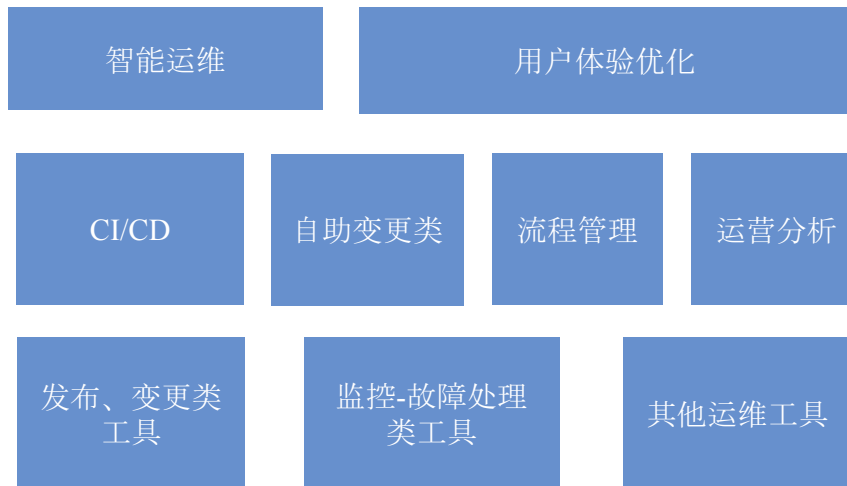 智能运维
用户体验优化
CI/CD
自助变更类
流程管理
运营分析
发布、变更类
工具
监控-故障处理
类工具
其他运维工具